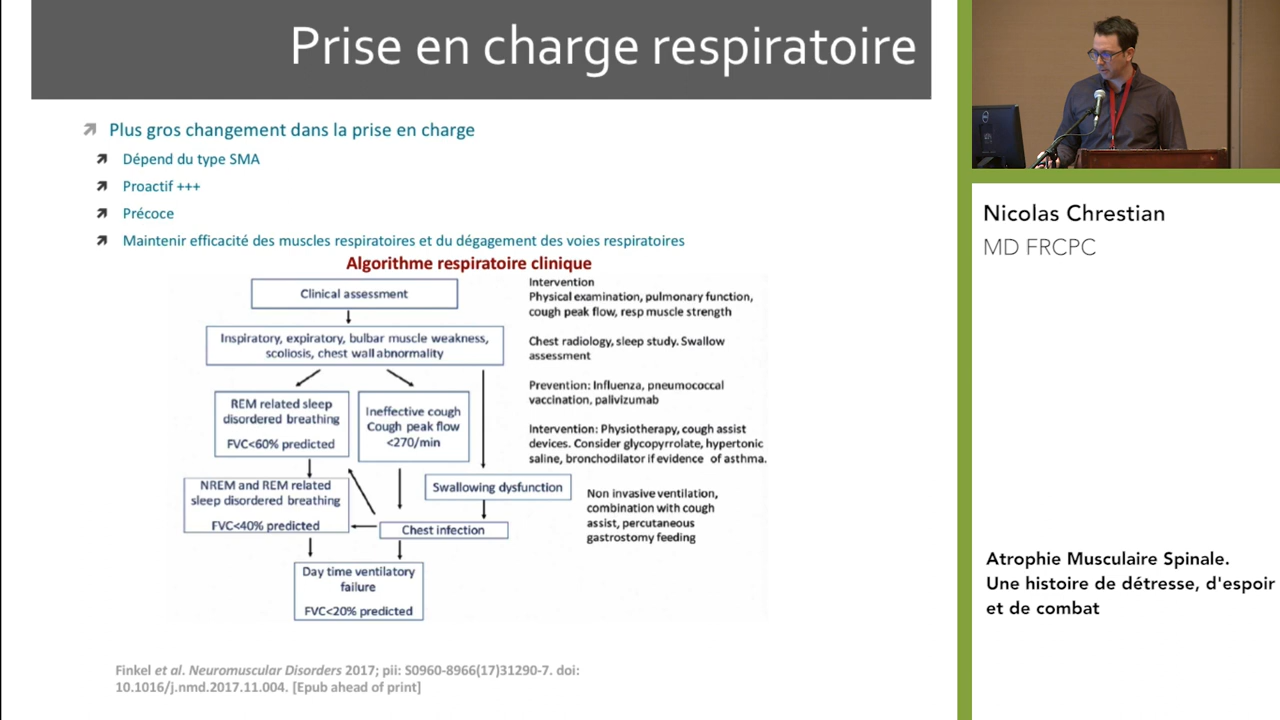 Prise en charge respiratoire
Plus gros changement dans la prise en charge
Dépend du type SMA
Proactif +++
Précoce
Maintenir efficacité des muscles respiratoires et du dégagement des voies respiratoires
Algorithme respiratoire clinique
Clinical assessment
Inspiratory, expiratory, bulbar muscle weakness,
scoliosis, chest wall abnormality
REM related sleep
disordered breathing
FVC<60% predicted
Ineffective cough
Cough peak flow
<270/min
NREM and REM related
sleep disordered breathing
FVC<40% predicted
Swallowing dysfunction
Chest infection
Day time ventilatory
failure
FVC<20% predicted
Intervention
Physical examination, pulmonary function,
cough peak flow, resp muscle strength
Chest radiology, sleep study. Swallow
assessment
Prevention: Influenza, pneumococcal
vaccination, palivizumab
Intervention: Physiotherapy, cough assist
devices. Consider glycopyrrolate, hypertonic
saline, bronchodilator if evidence of asthma.
Non invasive ventilation,
combination with cough
assist, percutaneous
gastrostomy feeding
Finkel et al. Neuromuscular Disorders 2017; pii: S0960-8966(17)31290-7. doi:
10.1016/j.nmd.2017.11.004. [Epub ahead of print]
Nicolas Chrestian
MD FRCPC
Atrophie Musculaire Spinale.
Une histoire de détresse, d'espoir
et de combat